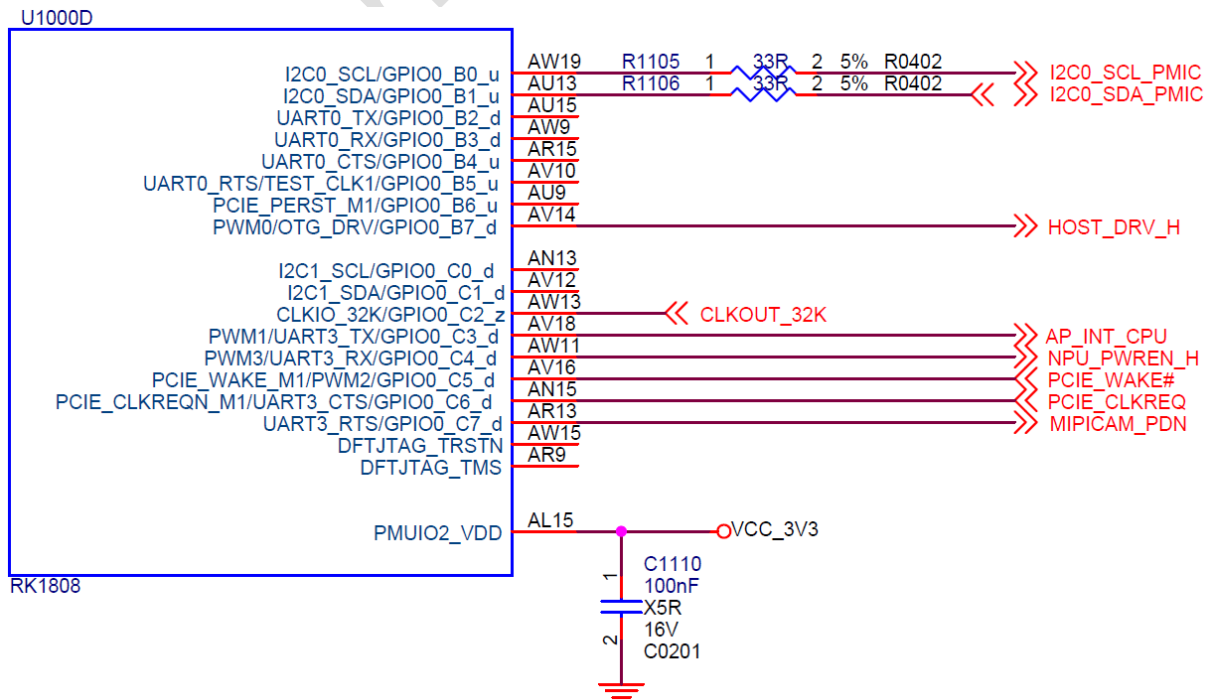 U1000D
I2C0_SCL/GPIO0_B0_u AW19 R1105 1 33R 2 5% R0402 I2C0_SCL_PMIC
I2C0_SDA/GPIO0_B1_u AU13 R1106 1 33R 2 5% R0402 I2C0_SDA_PMIC
UART0_TX/GPIO0_B2_d AU15
UART0_RX/GPIO0_B3_d AW9
UART0_CTS/GPIO0_B4_u AR15
UART0_RTS/TEST_CLK1/GPIO0_B5_u AV10
PCIE_PERST_M1/GPIO0_B6_u AU9
PWM0/OTG_DRV/GPIO0_B7_d AV14 HOST_DRV_H
I2C1_SCL/GPIO0_C0_d AN13
I2C1_SDA/GPIO0_C1_d AV12
CLKIO_32K/GPIO0_C2_z AW13 CLKOUT_32K
PWM1/UART3_TX/GPIO0_C3_d AV18 AP_INT_CPU
PWM3/UART3_RX/GPIO0_C4_d AW11 NPU_PWREN_H
PCIE_WAKE_M1/PWM2/GPIO0_C5_d AV16 PCIE_WAKE#
PCIE_CLKREQN_M1/UART3_CTS/GPIO0_C6_d AN15 PCIE_CLKREQ
UART3_RTS/GPIO0_C7_d AR13 MIPICAM_PDN
DFTJTAG_TRSTN AW15
DFTJTAG_TMS AR9
PMUIO2_VDD AL15 VCC_3V3
RK1808
1 C1110
100nF
X5R
2 16V
C0201